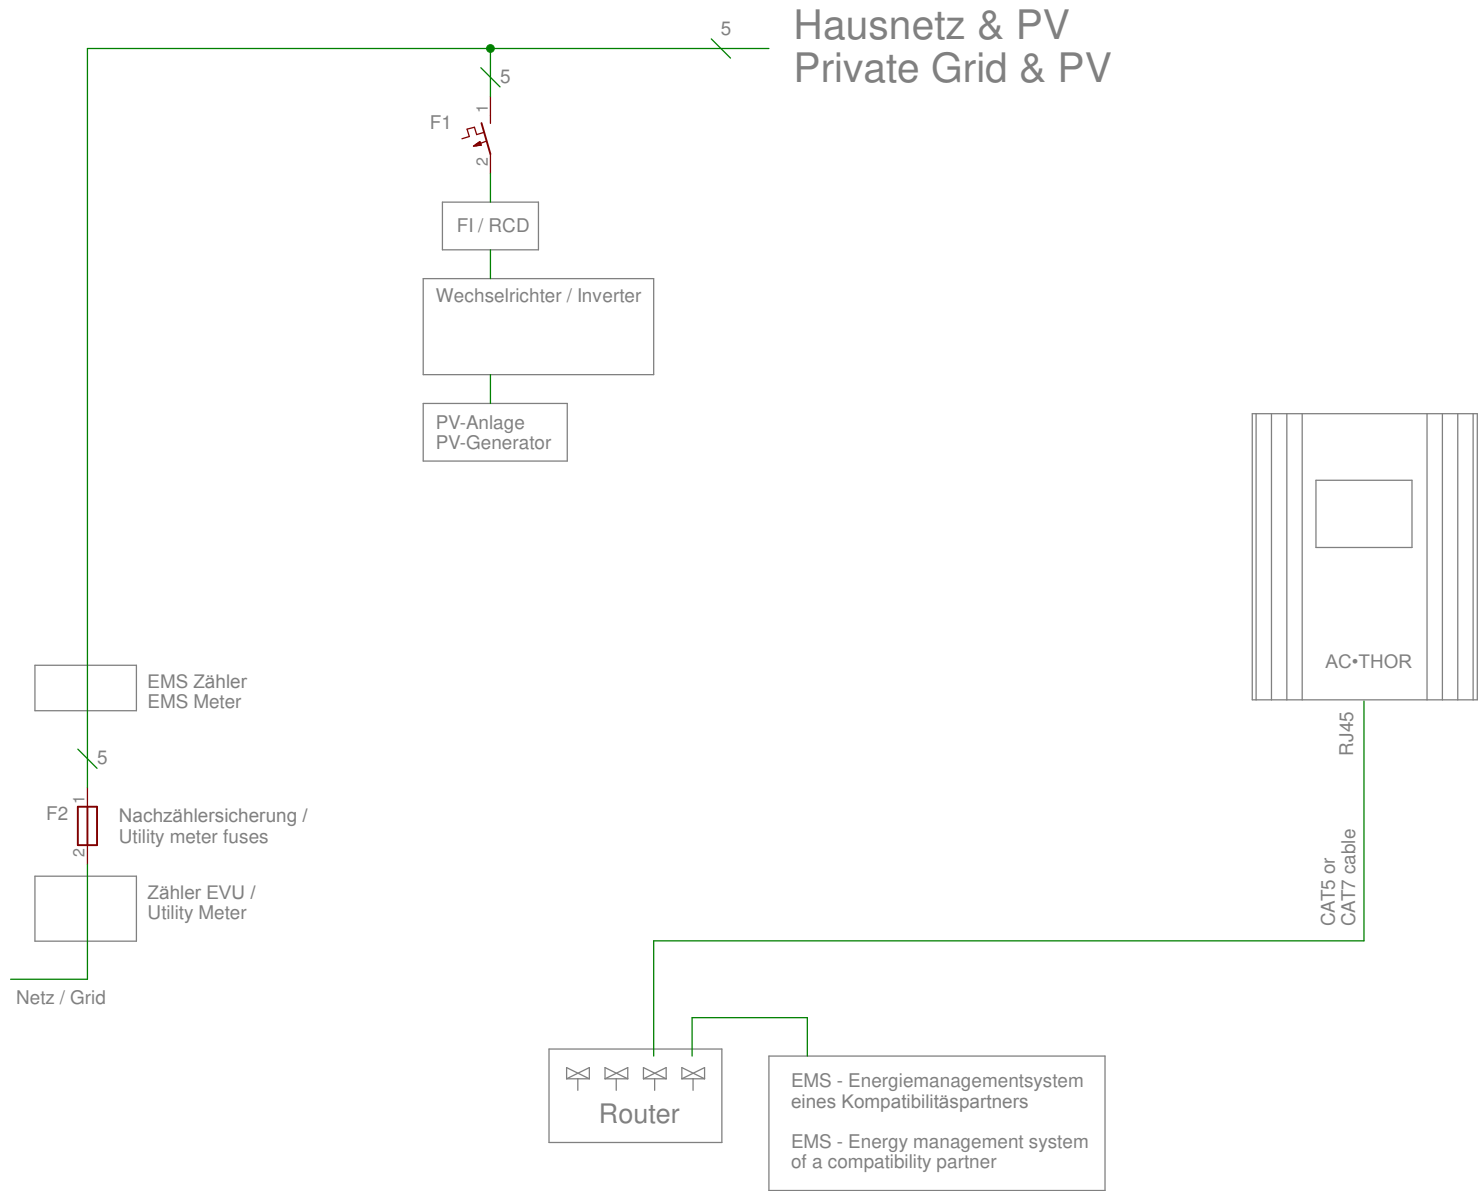 5
Hausnetz & PV
Private Grid & PV
5
1
F1
2
FI / RCD
Wechselrichter / Inverter
PV-Anlage
PV-Generator
AC•THOR
EMS Zähler
EMS Meter
RJ45
5
1
F2
2
Nachzählersicherung /
Utility meter fuses
CAT5 or
CAT7 cable
Zähler EVU /
Utility Meter
Netz / Grid
Router
EMS - Energiemanagementsystem
eines Kompatibilitäspartners
EMS - Energy management system
of a compatibility partner